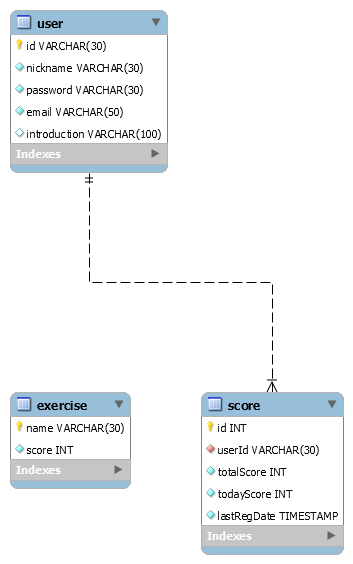 user
id VARCHAR(30)
nickname VARCHAR(30)
password VARCHAR(30)
email VARCHAR(50)
introduction VARCHAR(100)
Indexes
exercise
name VARCHAR(30)
score INT
Indexes
score
id INT
userId VARCHAR(30)
totalScore INT
todayScore INT
lastRegDate TIMESTAMP
Indexes